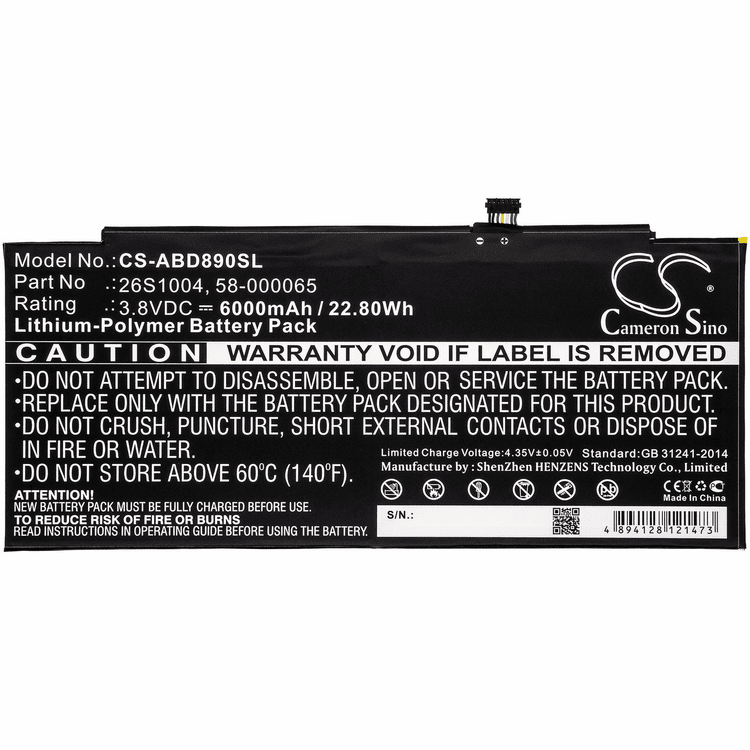 Model No.:CS-ABD890SL
Part No :26S1004, 58-000065
Rating :3.8VDC ⎓ 6000mAh / 22.80Wh
Lithium-Polymer Battery Pack
CS
®
Cameron Sino
CAUTION WARRANTY VOID IF LABEL IS REMOVED
•DO NOT ATTEMPT TO DISASSEMBLE, OPEN OR SERVICE THE BATTERY PACK.
•REPLACE ONLY WITH THE BATTERY PACK DESIGNATED FOR THIS PRODUCT.
•DO NOT CRUSH, PUNCTURE, SHORT EXTERNAL CONTACTS OR DISPOSE OF
IN FIRE OR WATER.
•DO NOT STORE ABOVE 60°C (140°F).
Limited Charge Voltage:4.35V±0.05V Standard:GB 31241-2014
Manufacture by : ShenZhen HENZENS Technology Co., Limited
ATTENTION!
NEW BATTERY PACK MUST BE FULLY CHARGED BEFORE USE.
TO REDUCE RISK OF FIRE OR BURNS
READ INSTRUCTIONS CAREFULLY BEFORE USING THIS BATTERY.
CE
Made In China
S/N.:
4 894128 121473